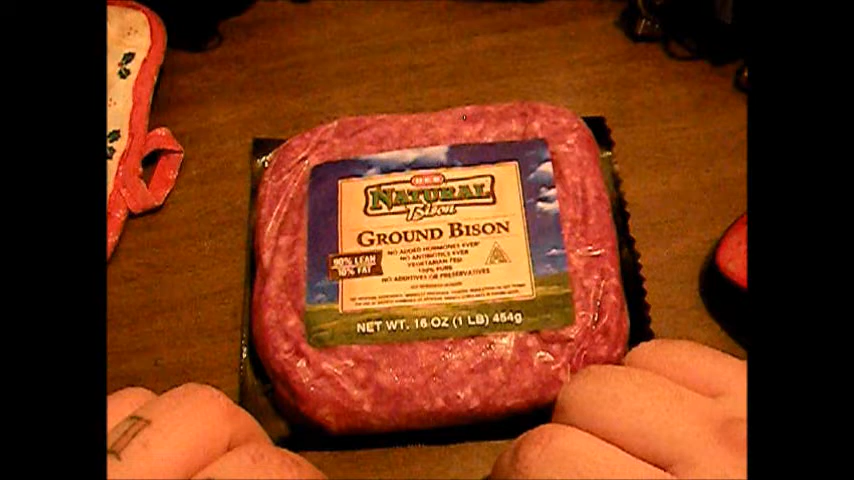 NATURAL
Bison
GROUND BISON
NO ADDED HORMONES EVER*
NO ANTIBIOTICS EVER
VEGETARIAN FED
100% PURE
NO ADDITIVES OR PRESERVATIVES
90% LEAN
10% FAT
NET WT. 16 OZ (1 LB) 454g